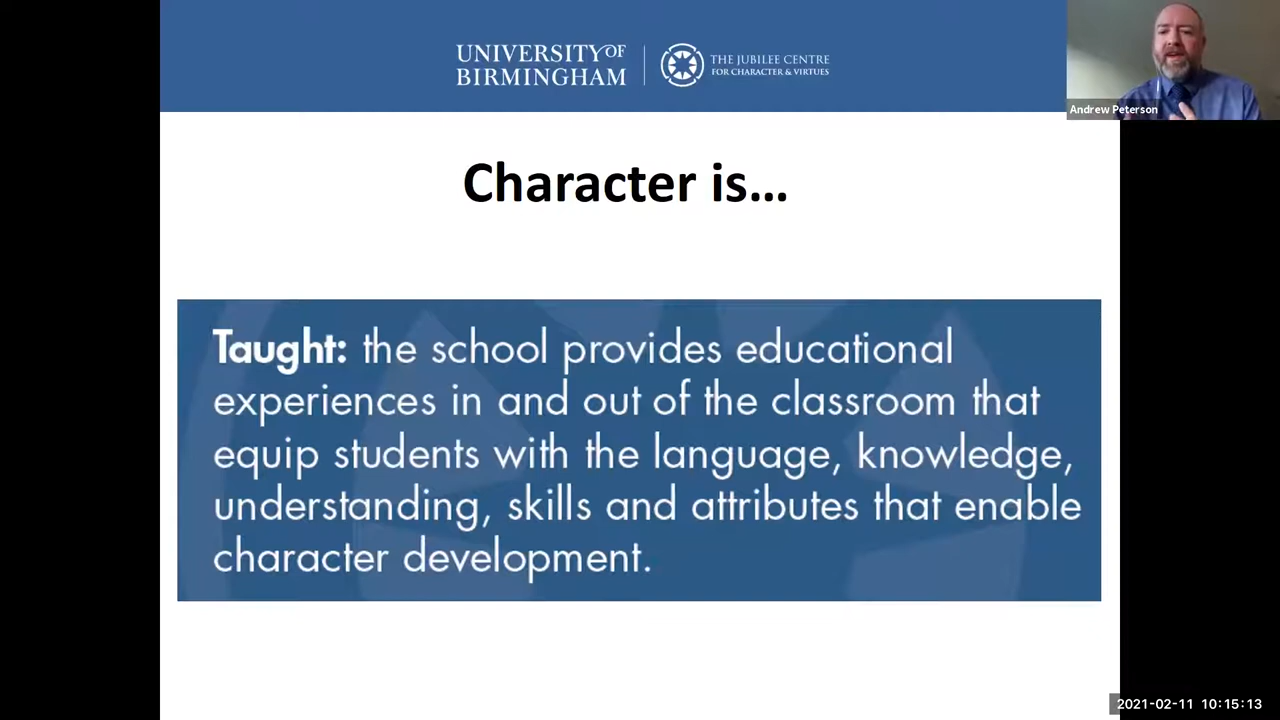 UNIVERSITY OF
BIRMINGHAM
THE JUBILEE CENTRE
FOR CHARACTER & VIRTUES
Andrew Peterson
Character is…
Taught: the school provides educational
experiences in and out of the classroom that
equip students with the language, knowledge,
understanding, skills and attributes that enable
character development.
2021-02-11 10:15:13